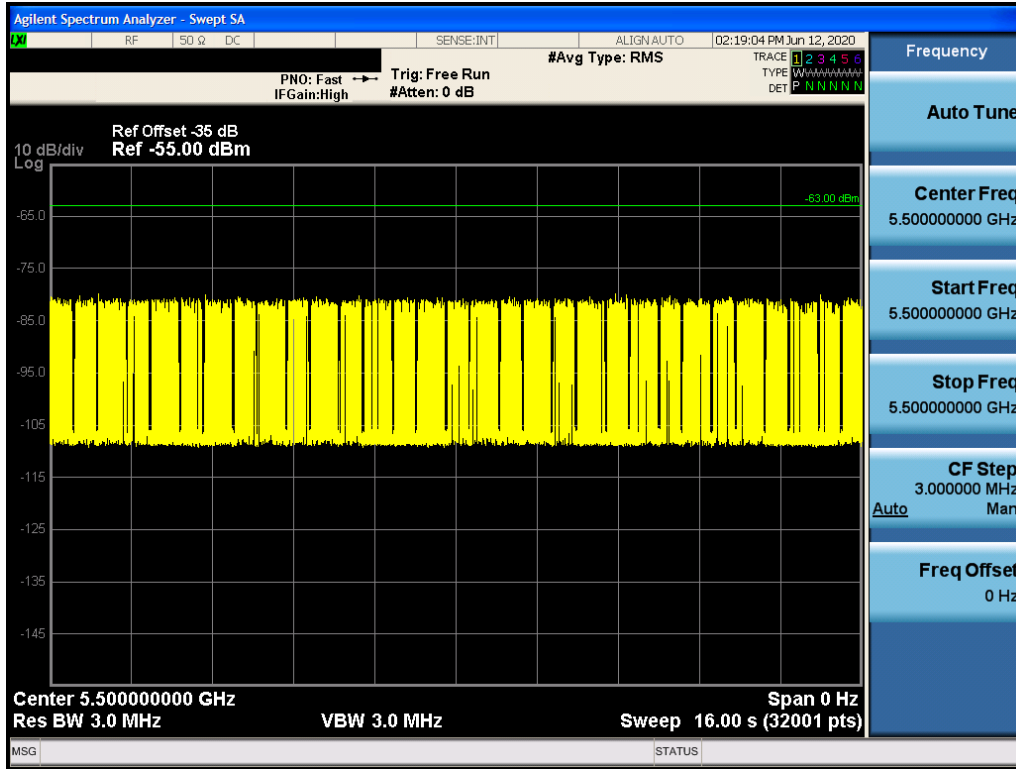 Agilent Spectrum Analyzer - Swept SA
LXI RF 50 Ω DC SENSE:INT ALIGN AUTO 02:19:04 PM Jun 12, 2020
Frequency
#Avg Type: RMS
TRACE 1 2 3 4 5 6
TYPE
DET P N N N N N
PNO: Fast
IFGain:High
Trig: Free Run
#Atten: 0 dB
Auto Tune
Ref Offset -35 dB
10 dB/div Ref -55.00 dBm
Log
-63.00 dBm
-65.0
-75.0
-85.0
-95.0
-105
-115
-125
-135
-145
Center Freq
5.500000000 GHz
Start Freq
5.500000000 GHz
Stop Freq
5.500000000 GHz
CF Step
3.000000 MHz
Auto Man
Freq Offset
0 Hz
Center 5.500000000 GHz Span 0 Hz
Res BW 3.0 MHz VBW 3.0 MHz Sweep 16.00 s (32001 pts)
MSG STATUS